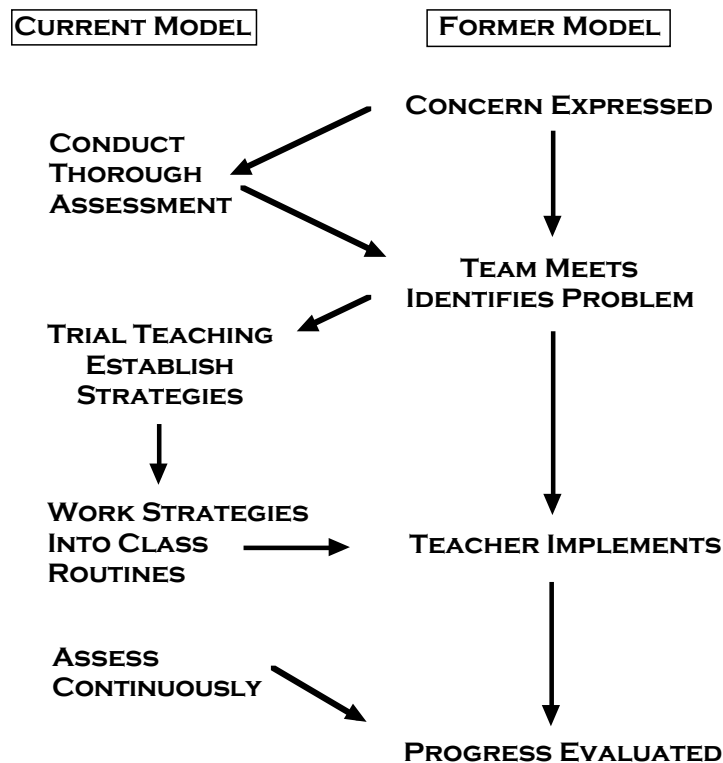 CURRENT MODEL
FORMER MODEL
CONCERN EXPRESSED
CONDUCT
THOROUGH
ASSESSMENT
TEAM MEETS
IDENTIFIES PROBLEM
TRIAL TEACHING
ESTABLISH
STRATEGIES
WORK STRATEGIES
INTO CLASS
ROUTINES
TEACHER IMPLEMENTS
ASSESS
CONTINUOUSLY
PROGRESS EVALUATED